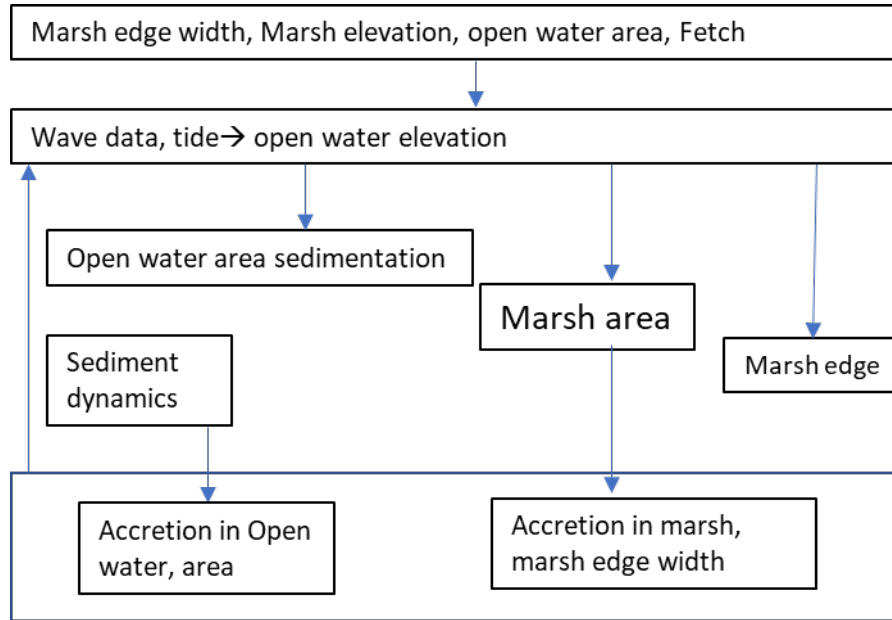 Marsh edge width, Marsh elevation, open water area, Fetch
Wave data, tide→ open water elevation
Open water area sedimentation
Marsh area
Marsh edge
Sediment
dynamics
Accretion in Open
water, area
Accretion in marsh,
marsh edge width